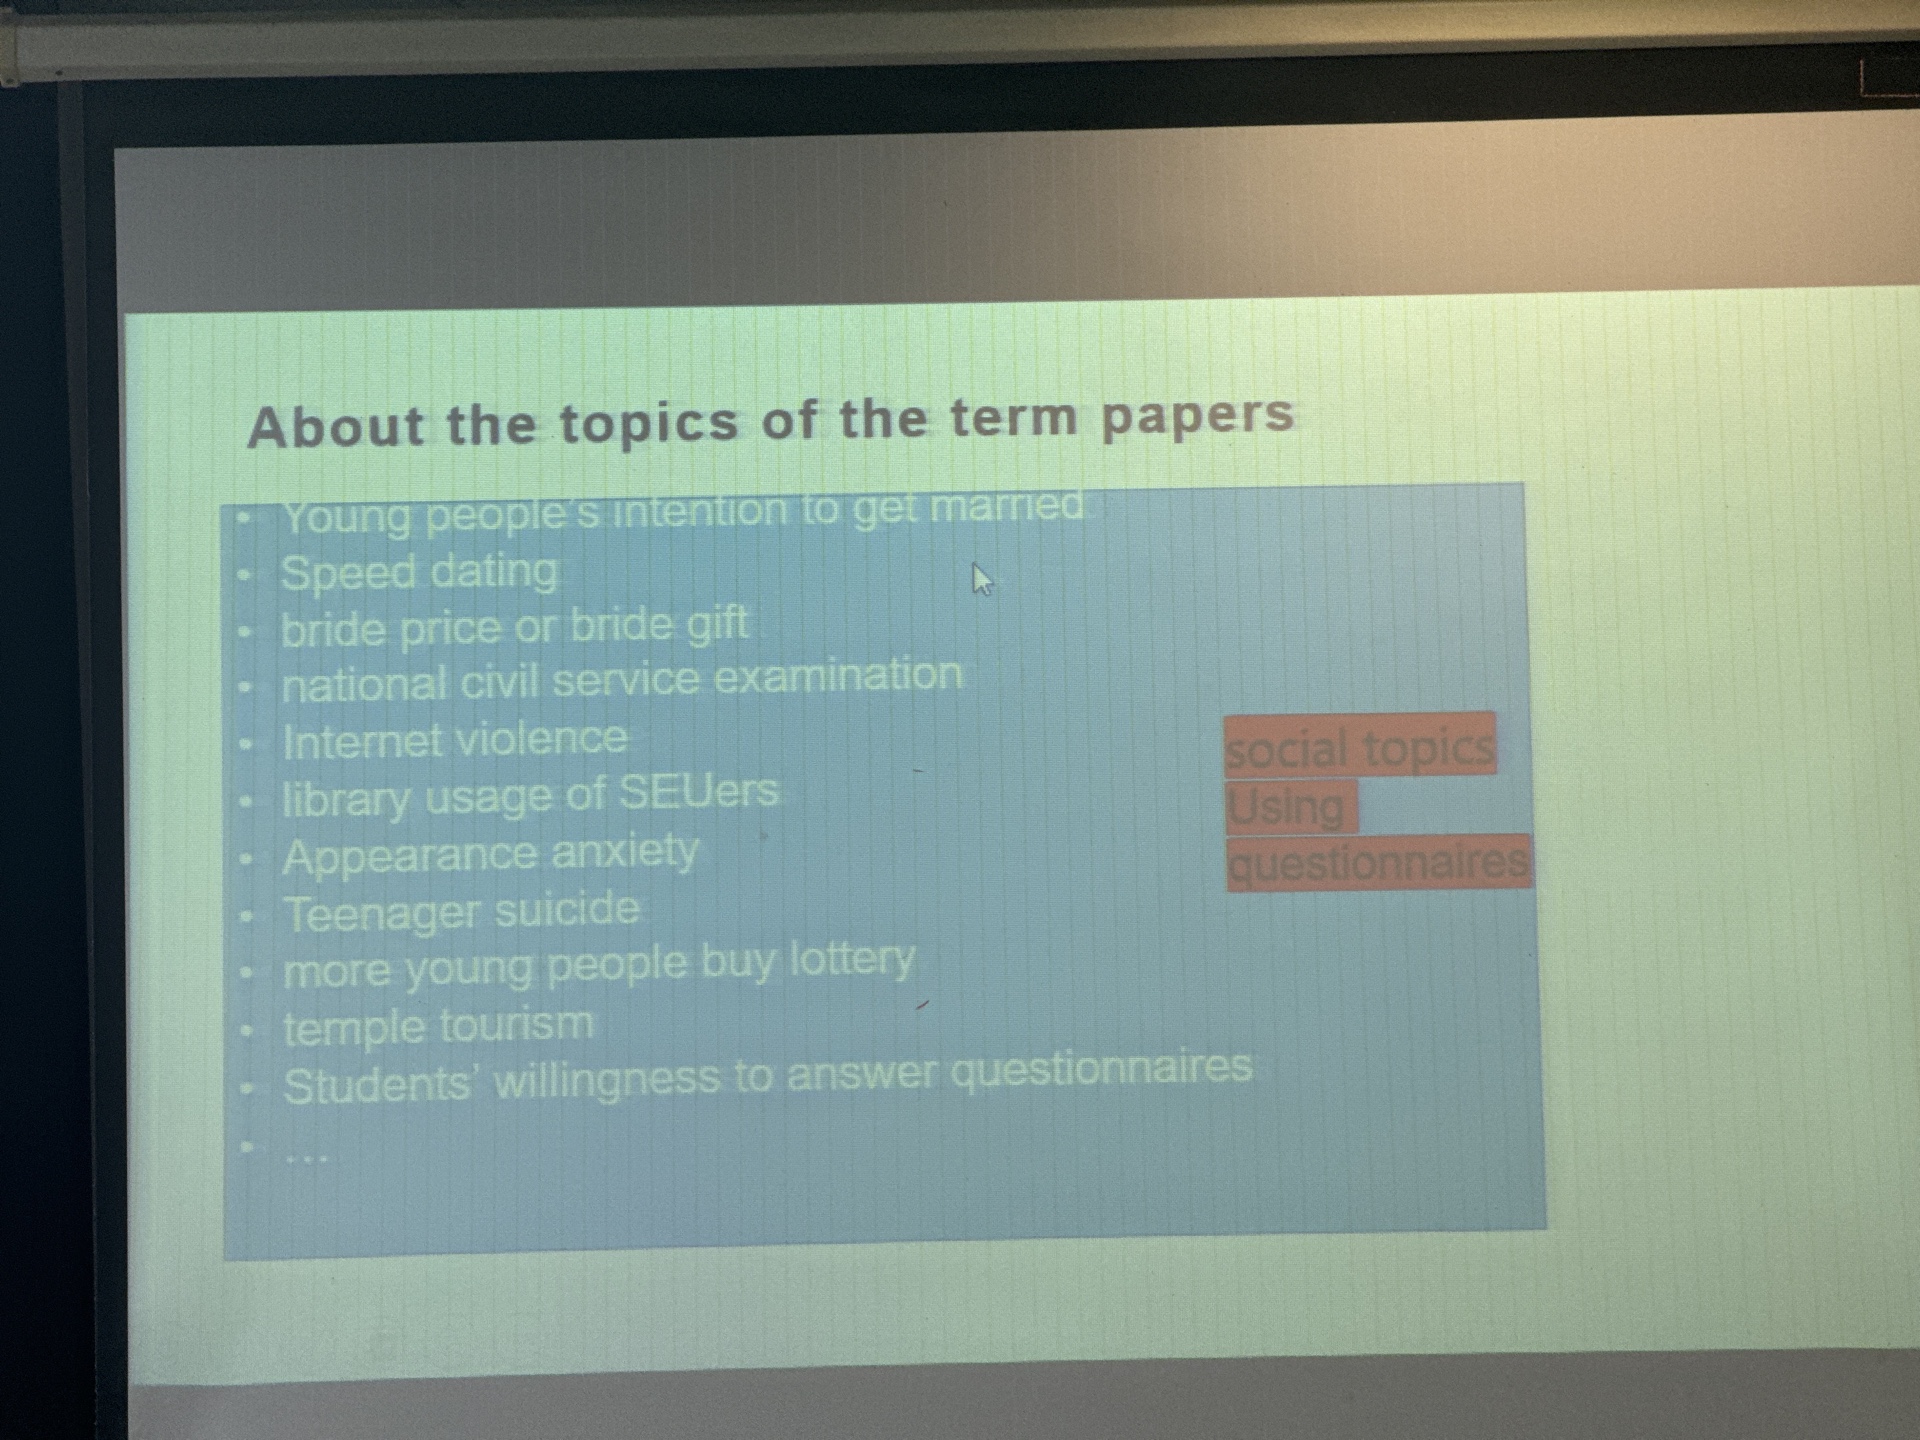 About the topics of the term papers
• Young people's intention to get married
• Speed dating
• bride price or bride gift
• national civil service examination
• Internet violence
• library usage of SEUers
• Appearance anxiety
• Teenager suicide
• more young people buy lottery
• temple tourism
• Students' willingness to answer questionnaires
• ...
social topics
Using
questionnaires